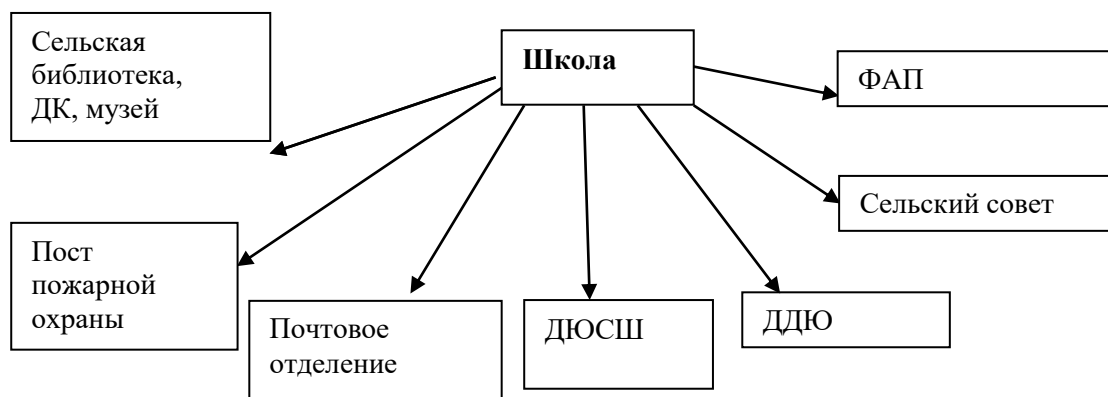 Сельская
библиотека,
ДК, музей
Школа
ФАП
Сельский совет
Пост
пожарной
охраны
Почтовое
отделение
ДЮСШ
ДДЮ